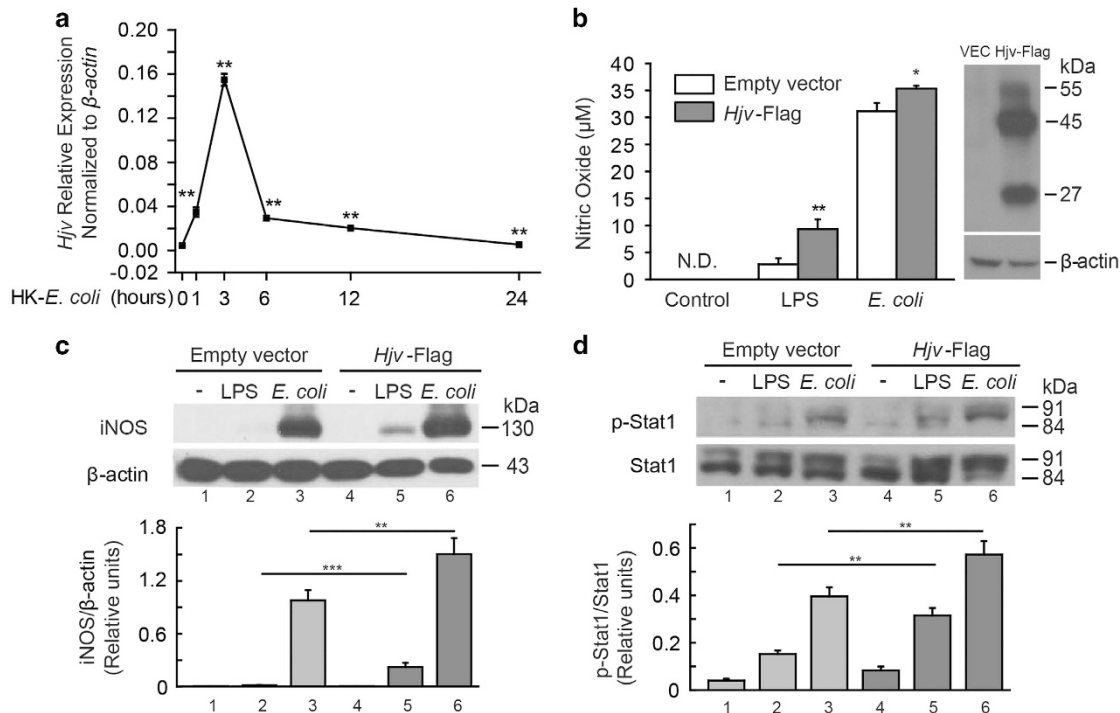 a
Hjv Relative Expression
Normalized to β-actin
0.20
0.16
0.12
0.08
0.04
0.00
-0.02
**
**
**
**
**
HK-E. coli (hours) 0 1 3 6 12 24
b
Nitric Oxide (μM)
40
35
30
25
20
15
10
5
0
Empty vector
Hjv-Flag
N.D.
**
*
Control LPS E. coli
VEC Hjv-Flag
kDa
55
45
27
β-actin
c
Empty vector Hjv-Flag
- LPS E. coli - LPS E. coli
kDa
iNOS 130
β-actin 43
1 2 3 4 5 6
iNOS/β-actin
(Relative units)
1.8
1.2
0.6
0
**
***
1 2 3 4 5 6
d
Empty vector Hjv-Flag
- LPS E. coli - LPS E. coli
kDa
p-Stat1 91
84
Stat1 91
84
1 2 3 4 5 6
p-Stat1/Stat1
(Relative units)
0.6
0.4
0.2
0
**
**
1 2 3 4 5 6